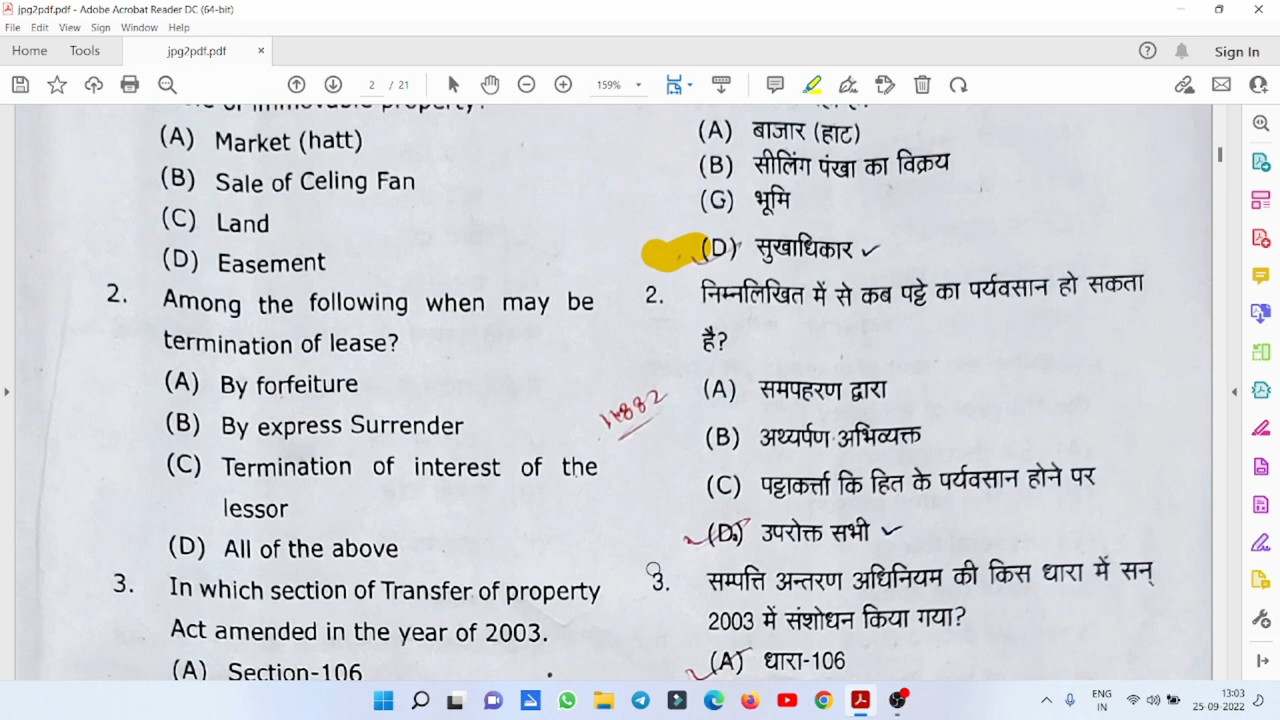 jpg2pdf.pdf - Adobe Acrobat Reader DC (64-bit)
File Edit View Sign Window Help
Home Tools jpg2pdf.pdf × Sign In
2 / 21 159%
of immovable property?
(A) Market (hatt)
(B) Sale of Celing Fan
(C) Land
(D) Easement
2. Among the following when may be
termination of lease?
(A) By forfeiture
(B) By express Surrender
(C) Termination of interest of the
lessor
(D) All of the above
3. In which section of Transfer of property
Act amended in the year of 2003.
(A) Section-106
(A) बाजार (हाट)
(B) सीलिंग पंखा का विक्रय
(G) भूमि
(D) सुखाधिकार
2. निम्नलिखित में से कब पट्टे का पर्यवसान हो सकता
है?
(A) समपहरण द्वारा
(B) अथ्यर्पण अभिव्यक्त
(C) पट्टाकर्त्ता कि हित के पर्यवसान होने पर
(D) उपरोक्त सभी
3. सम्पत्ति अन्तरण अधिनियम की किस धारा में सन्
2003 में संशोधन किया गया?
(A) धारा-106
ENG
IN
13:03
25-09-2022